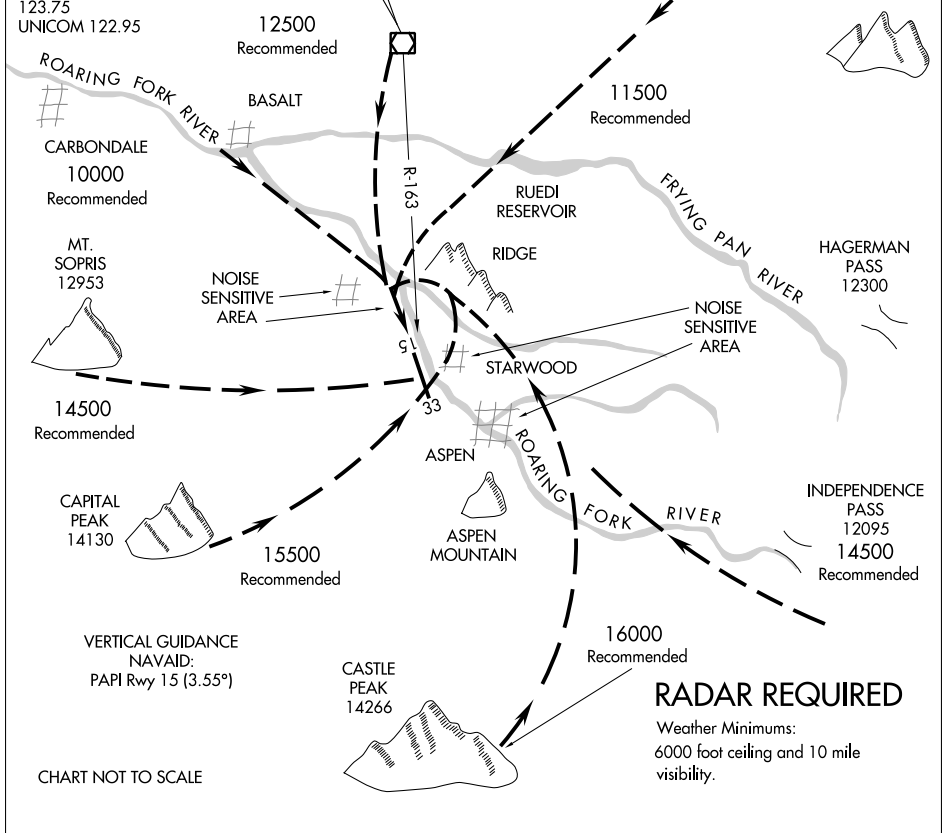 123.75
UNICOM 122.95
12500
Recommended
ROARING FORK RIVER
BASALT
11500
Recommended
CARBONDALE
10000
Recommended
R-163
RUEDI
RESERVOIR
FRYING PAN RIVER
MT.
SOPRIS
12953
NOISE
SENSITIVE
AREA
RIDGE
HAGERMAN
PASS
12300
NOISE
SENSITIVE
AREA
15
STARWOOD
14500
Recommended
33
ASPEN
ROARING FORK RIVER
CAPITAL
PEAK
14130
15500
Recommended
ASPEN
MOUNTAIN
INDEPENDENCE
PASS
12095
14500
Recommended
VERTICAL GUIDANCE
NAVAID:
PAPI Rwy 15 (3.55°)
CASTLE
PEAK
14266
16000
Recommended
RADAR REQUIRED
Weather Minimums:
6000 foot ceiling and 10 mile
visibility.
CHART NOT TO SCALE